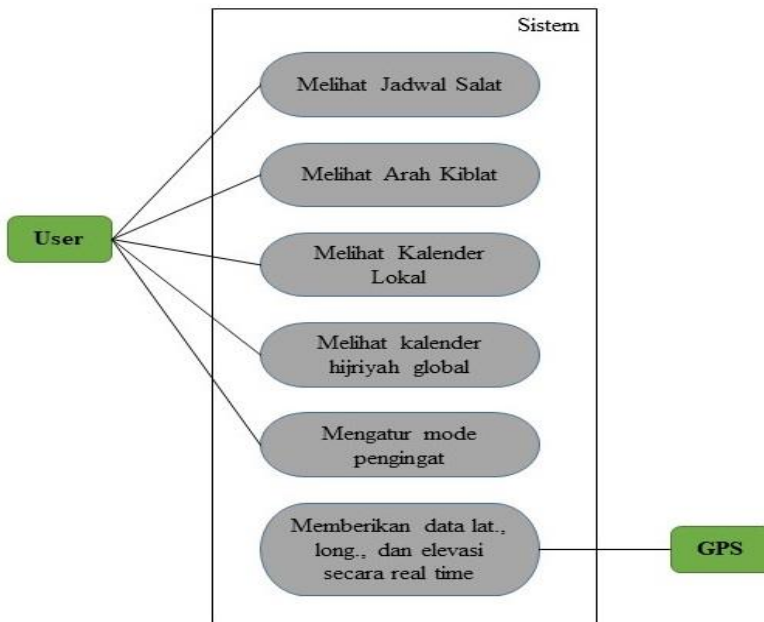 Sistem
Melihat Jadwal Salat
Melihat Arah Kiblat
User
Melihat Kalender
Lokal
Melihat kalender
hijriyah global
Mengatur mode
pengingat
Memberikan data lat.,
long., dan elevasi
secara real time
GPS